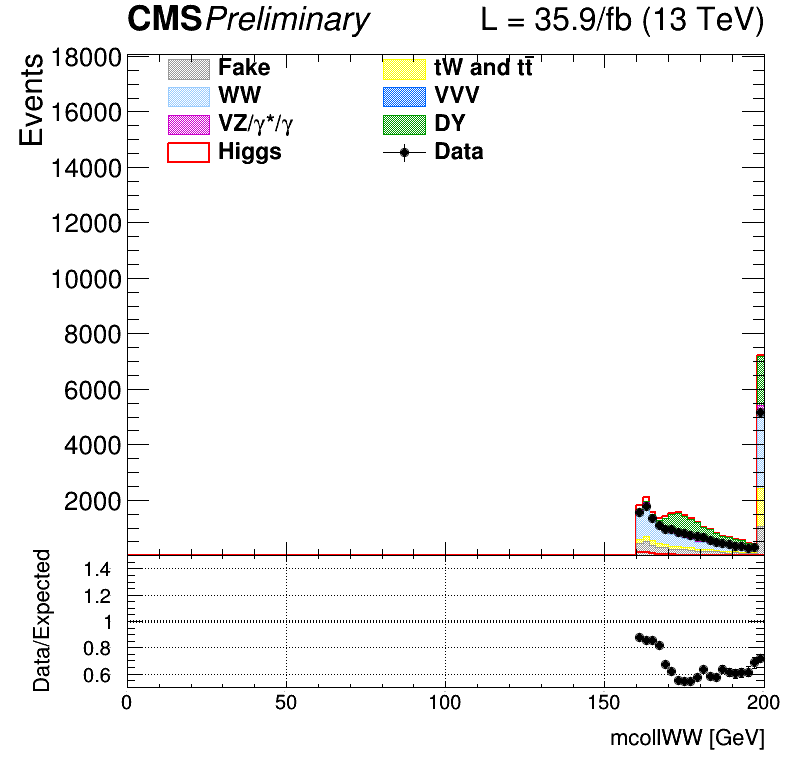 CMS Preliminary L = 35.9/fb (13 TeV)
Events
18000
16000
14000
12000
10000
8000
6000
4000
2000
Fake
tW and tt̄
WW
VVV
VZ/γ*/γ
DY
Higgs
Data
Data/Expected
1.4
1.2
1
0.8
0.6
0 50 100 150 200
mcollWW [GeV]